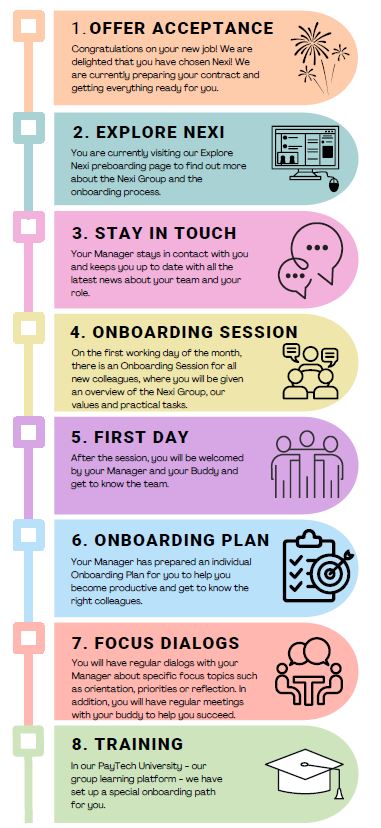 1. OFFER ACCEPTANCE
Congratulations on your new job! We are
delighted that you have chosen Nexi! We
are currently preparing your contract and
getting everything ready for you.
2. EXPLORE NEXI
You are currently visiting our Explore
Nexi preboarding page to find out more
about the Nexi Group and the
onboarding process.
3. STAY IN TOUCH
Your Manager stays in contact with you
and keeps you up to date with all the
latest news about your team and your
role.
4. ONBOARDING SESSION
On the first working day of the month,
there is an Onboarding Session for all
new colleagues, where you will be given
an overview of the Nexi Group, our
values and practical tasks.
5. FIRST DAY
After the session, you will be welcomed
by your Manager and your Buddy and
get to know the team.
6. ONBOARDING PLAN
Your Manager has prepared an individual
Onboarding Plan for you to help you
become productive and get to know the
right colleagues.
7. FOCUS DIALOGS
You will have regular dialogs with your
Manager about specific focus topics such
as orientation, priorities or reflection. In
addition, you will have regular meetings
with your buddy to help you succeed.
8. TRAINING
In our PayTech University - our
group learning platform - we have
set up a special onboarding path
for you.